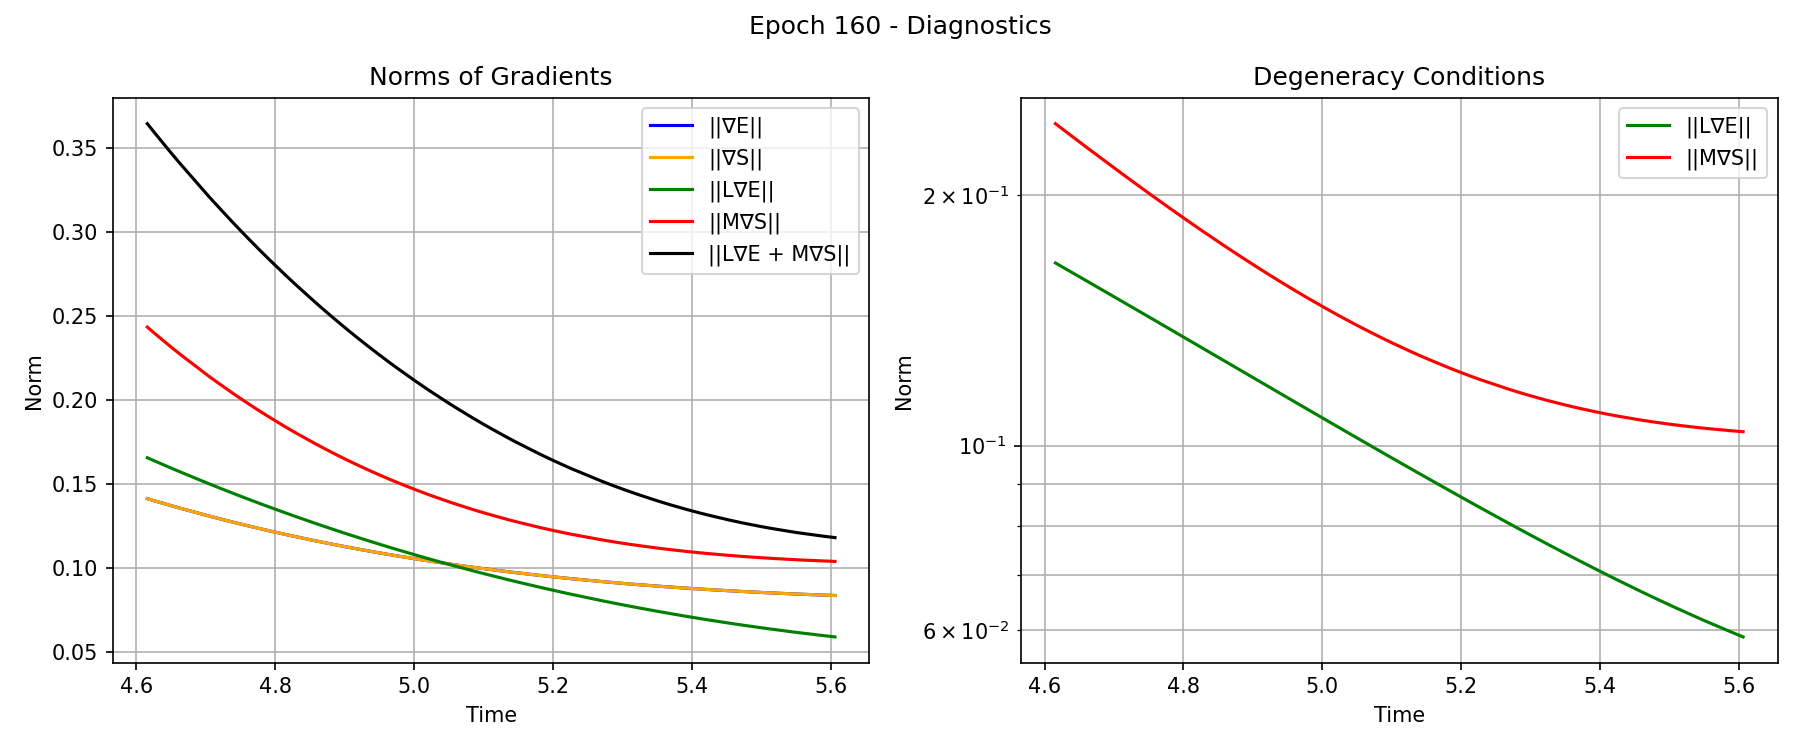 Epoch 160 - Diagnostics
Norms of Gradients
Norm
0.35
0.30
0.25
0.20
0.15
0.10
0.05
4.6 4.8 5.0 5.2 5.4 5.6
Time
||∇E||
||∇S||
||L∇E||
||M∇S||
||L∇E + M∇S||
Degeneracy Conditions
Norm
2 × 10⁻¹
10⁻¹
6 × 10⁻²
4.6 4.8 5.0 5.2 5.4 5.6
Time
||L∇E||
||M∇S||